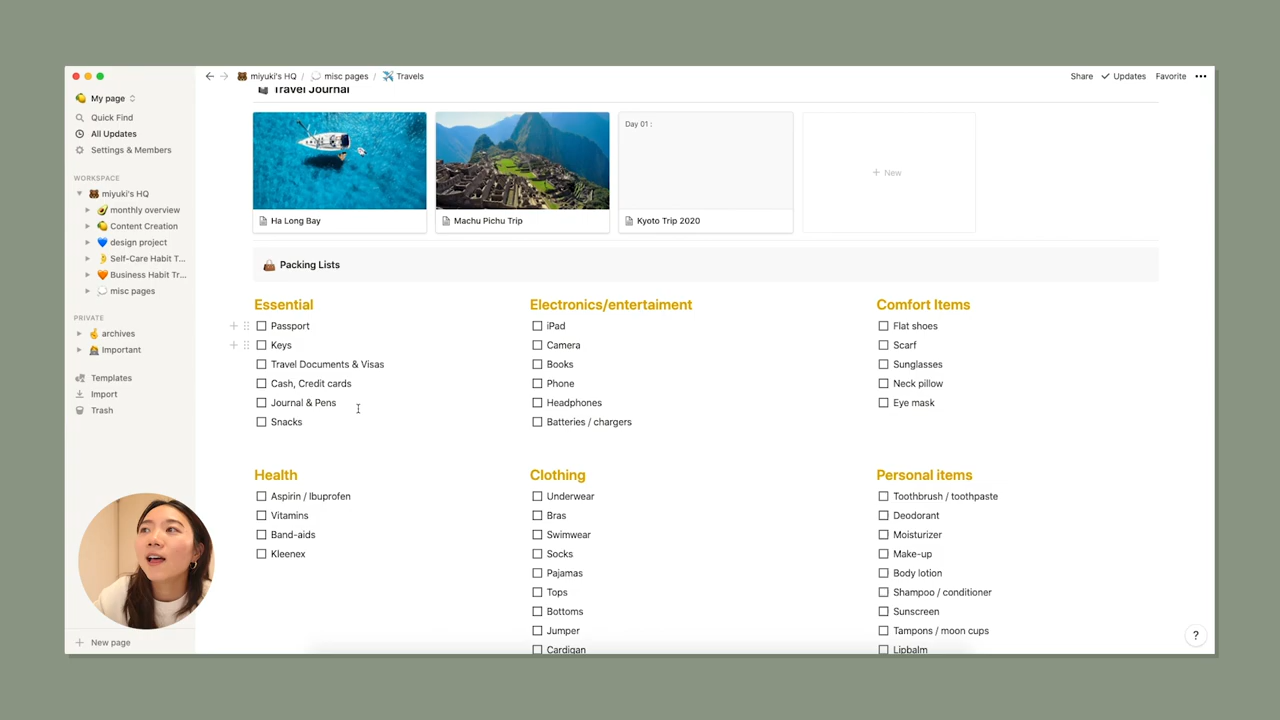 miyuki's HQ / misc pages / Travels
Share Updates Favorite •••
My page
Quick Find
All Updates
Settings & Members
WORKSPACE
miyuki's HQ
monthly overview
Content Creation
design project
Self-Care Habit T...
Business Habit Tr...
misc pages
PRIVATE
archives
Important
Templates
Import
Trash
New page
Travel Journal
Day 01 :
Ha Long Bay
Machu Pichu Trip
Kyoto Trip 2020
+ New
Packing Lists
Essential
Passport
Keys
Travel Documents & Visas
Cash, Credit cards
Journal & Pens
Snacks
Electronics/entertaiment
iPad
Camera
Books
Phone
Headphones
Batteries / chargers
Comfort Items
Flat shoes
Scarf
Sunglasses
Neck pillow
Eye mask
Health
Aspirin / Ibuprofen
Vitamins
Band-aids
Kleenex
Clothing
Underwear
Bras
Swimwear
Socks
Pajamas
Tops
Bottoms
Jumper
Cardigan
Personal items
Toothbrush / toothpaste
Deodorant
Moisturizer
Make-up
Body lotion
Shampoo / conditioner
Sunscreen
Tampons / moon cups
Lipbalm
?